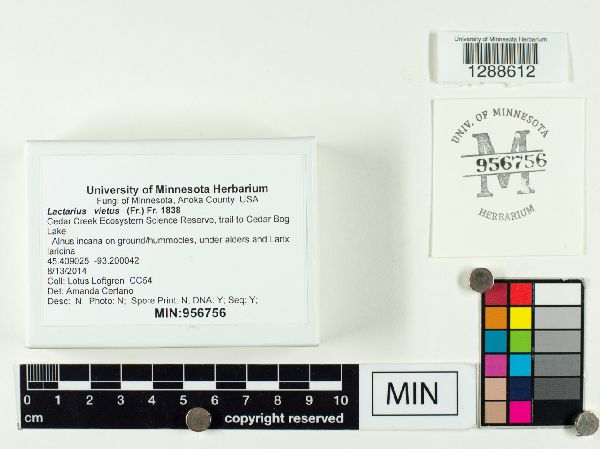 University of Minnesota Herbarium
1288612
UNIV. OF MINNESOTA
M
956756
HERBARIUM
University of Minnesota Herbarium
Fungi of Minnesota, Anoka County, USA
Lactarius vietus (Fr.) Fr. 1838
Cedar Creek Ecosystem Science Reserve, trail to Cedar Bog
Lake
Alnus incana on ground/hummocies, under alders and Larix
laricina
45.409025 -93.200042
8/13/2014
Coll: Lotus Lofgren CC64
Det: Amanda Certano
Desc: N Photo: N; Spore Print: N, DNA: Y; Seq: Y;
MIN:956756
0 1 2 3 4 5 6 7 8 9 10
cm copyright reserved
MIN